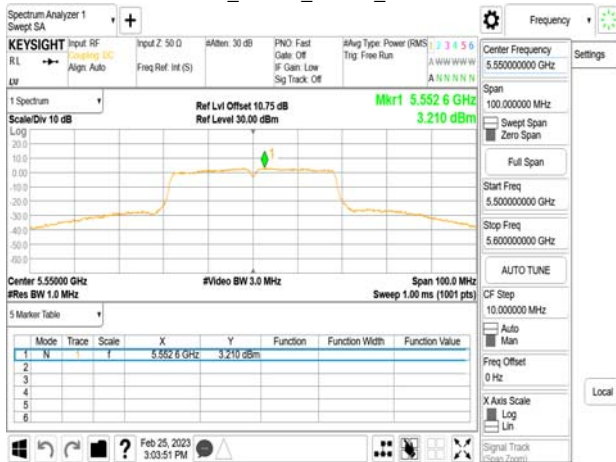 Spectrum Analyzer 1
Swept SA
+
Frequency
KEYSIGHT
RL
Input: RF
Coupling: DC
Align: Auto
Input Z: 50 Ω
Freq Ref: Int (S)
#Atten: 30 dB
PNO: Fast
Gate: Off
IF Gain: Low
Sig Track: Off
#Avg Type: Power (RMS
Trig: Free Run
1 2 3 4 5 6
A W W W W W
A N N N N N
1 Spectrum
Scale/Div 10 dB
Ref Lvl Offset 10.75 dB
Ref Level 30.00 dBm
Mkr1 5.552 6 GHz
3.210 dBm
Log
20.0
10.0
0.00
-10.0
-20.0
-30.0
-40.0
-50.0
-60.0
1
Center 5.55000 GHz
#Video BW 3.0 MHz
Span 100.0 MHz
#Res BW 1.0 MHz
Sweep 1.00 ms (1001 pts)
5 Marker Table
Mode Trace Scale X Y Function Function Width Function Value
1 N 1 f 5.552 6 GHz 3.210 dBm
2
3
4
5
6
Feb 25, 2023
3:03:51 PM
?
Center Frequency
5.550000000 GHz
Settings
Span
100.000000 MHz
Swept Span
Zero Span
Full Span
Start Freq
5.500000000 GHz
Stop Freq
5.600000000 GHz
AUTO TUNE
CF Step
10.000000 MHz
Auto
Man
Freq Offset
0 Hz
Local
X Axis Scale
Log
Lin
Signal Track
(Span Zoom)